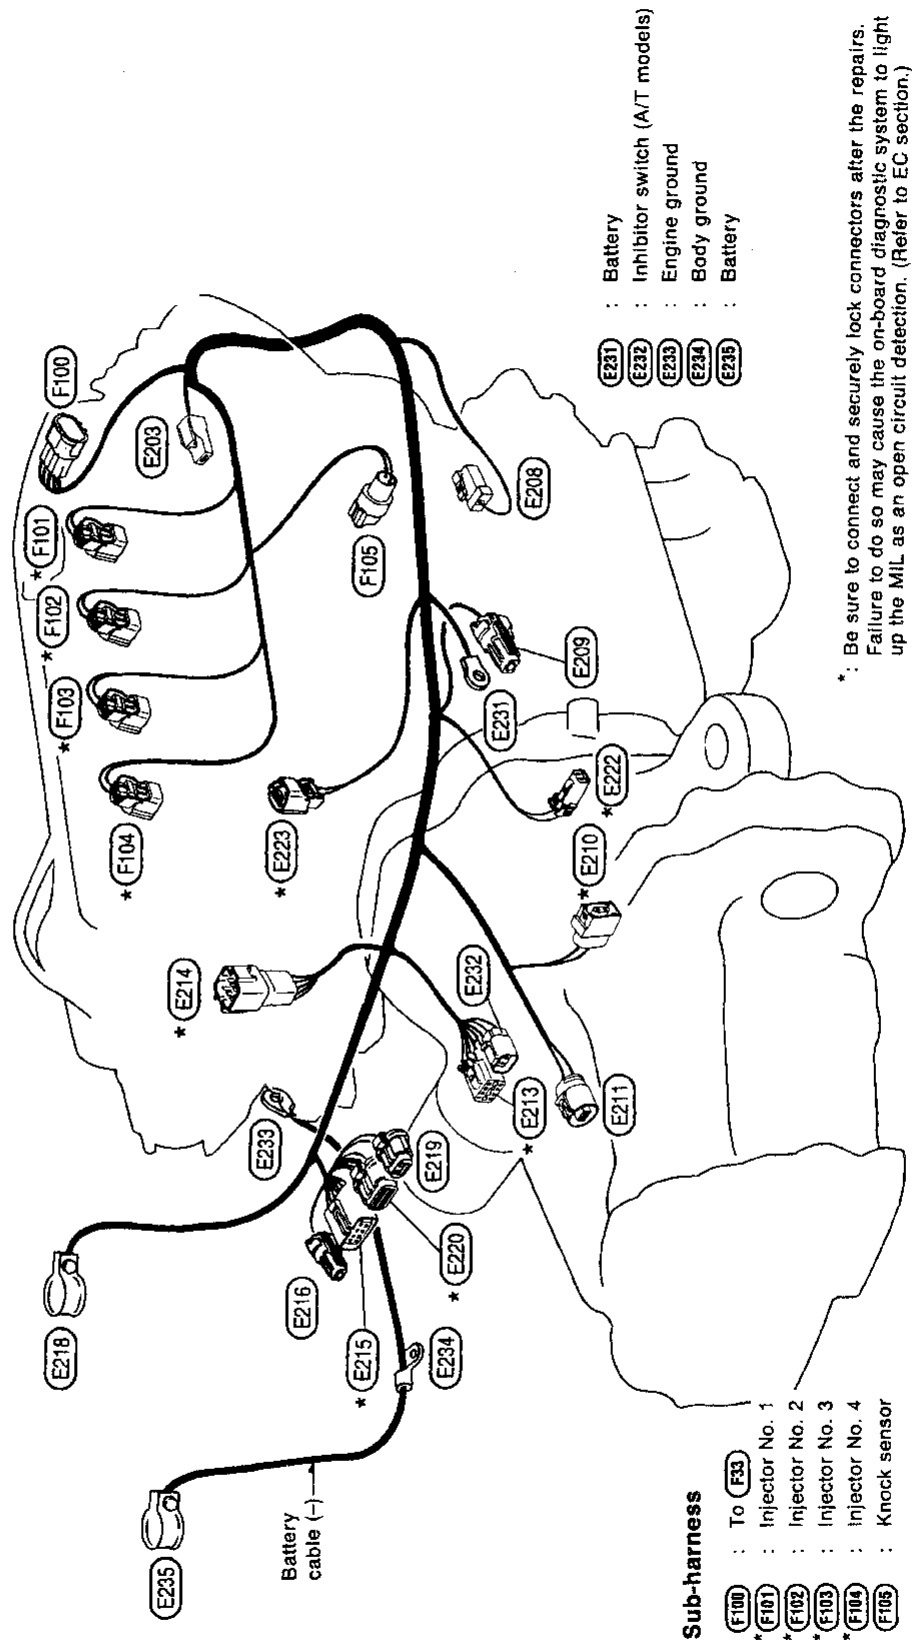 F100
E203
* F101
* F102
* F103
* F104
F105
E208
E209
E231
* E222
* E223
* E210
* E214
E232
E213
*
E211
E233
E219
* E220
E216
* E215
E234
E218
E235
Battery
cable (−)
E231 : Battery
E232 : Inhibitor switch (A/T models)
E233 : Engine ground
E234 : Body ground
E235 : Battery
Sub-harness
F100 : To F33
* F101 : Injector No. 1
* F102 : Injector No. 2
* F103 : Injector No. 3
* F104 : Injector No. 4
F105 : Knock sensor
* : Be sure to connect and securely lock connectors after the repairs.
Failure to do so may cause the on-board diagnostic system to light
up the MIL as an open circuit detection. (Refer to EC section.)